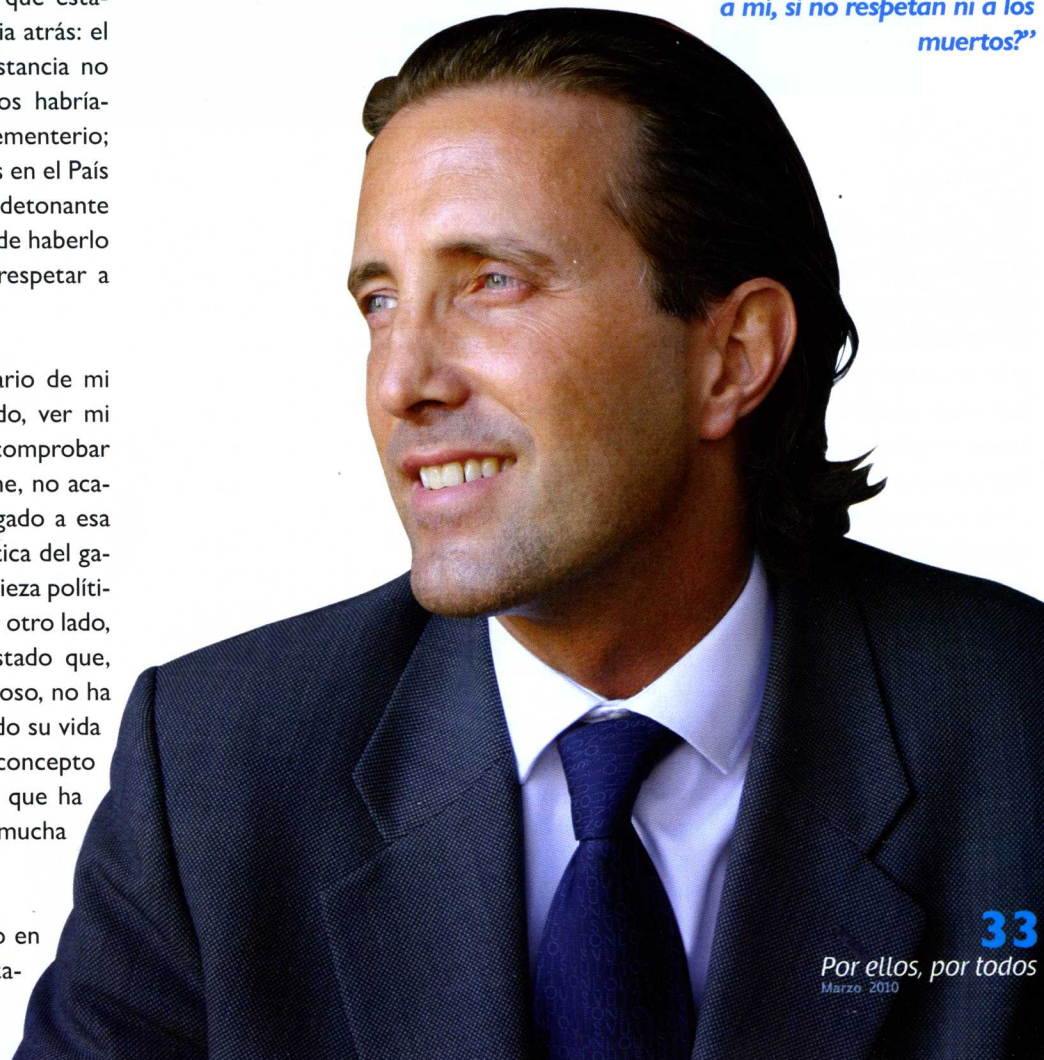 que esta-
ia atrás: el
stancia no
os habría-
ementerio;
s en el País
detonante
de haberlo
respetar a
ario de mi
do, ver mi
comprobar
ne, no aca-
gado a esa
tica del ga-
ieza políti-
otro lado,
stado que,
oso, no ha
do su vida
concepto
que ha
mucha
o en
ta-
a mí, si no respetan ni a los
muertos?”
33
Por ellos, por todos
Marzo 2010